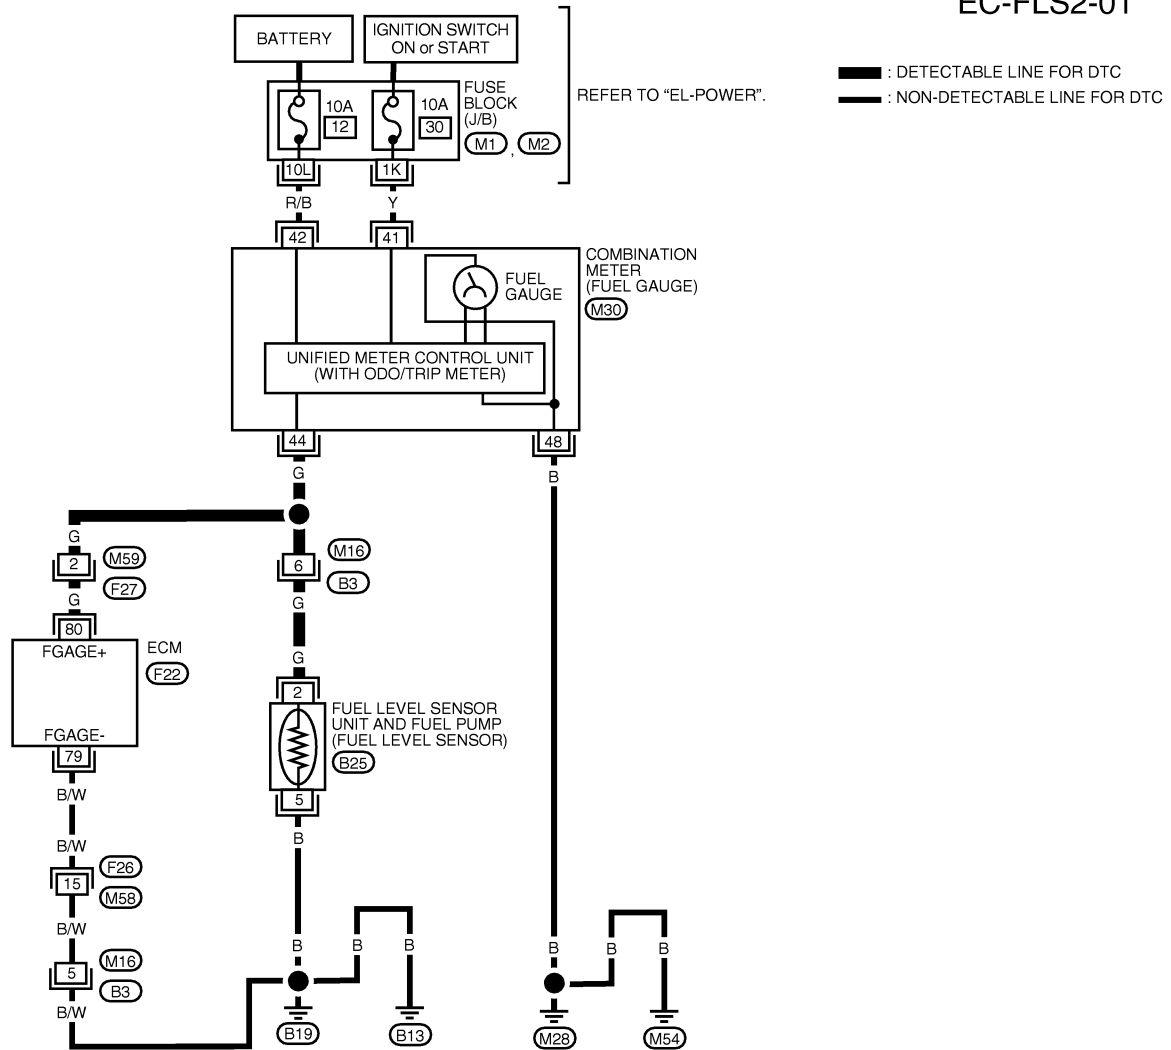 EC-FLS2-01
BATTERY
IGNITION SWITCH
ON or START
: DETECTABLE LINE FOR DTC
: NON-DETECTABLE LINE FOR DTC
REFER TO “EL-POWER”.
FUSE
BLOCK
(J/B)
M1 , M2
10A
12
10A
30
10L
1K
R/B
Y
42
41
COMBINATION
METER
(FUEL GAUGE)
M30
FUEL
GAUGE
UNIFIED METER CONTROL UNIT
(WITH ODO/TRIP METER)
44
48
G
B
G
2
M59
F27
G
80
FGAGE+
ECM
F22
FGAGE-
79
B/W
B/W
F26
15
M58
B/W
M16
5
B3
B/W
M16
6
B3
G
G
2
FUEL LEVEL SENSOR
UNIT AND FUEL PUMP
(FUEL LEVEL SENSOR)
B25
5
B
B
B
B
B
B
B
B19
B13
M28
M54